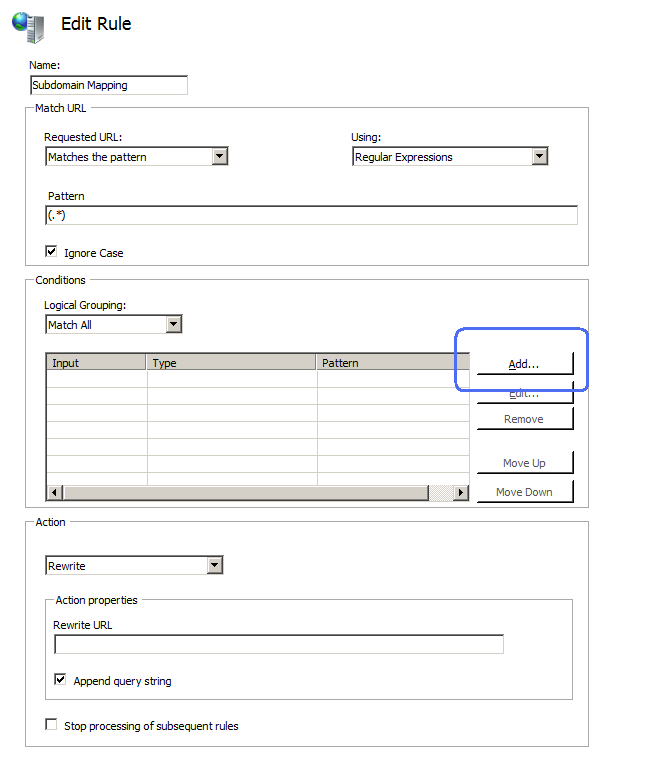 Edit Rule
Name:
Subdomain Mapping
Match URL
Requested URL: Using:
Matches the pattern Regular Expressions
Pattern
(.*)
Ignore Case
Conditions
Logical Grouping:
Match All
Input Type Pattern Add...
Edit...
Remove
Move Up
Move Down
Action
Rewrite
Action properties
Rewrite URL
Append query string
Stop processing of subsequent rules